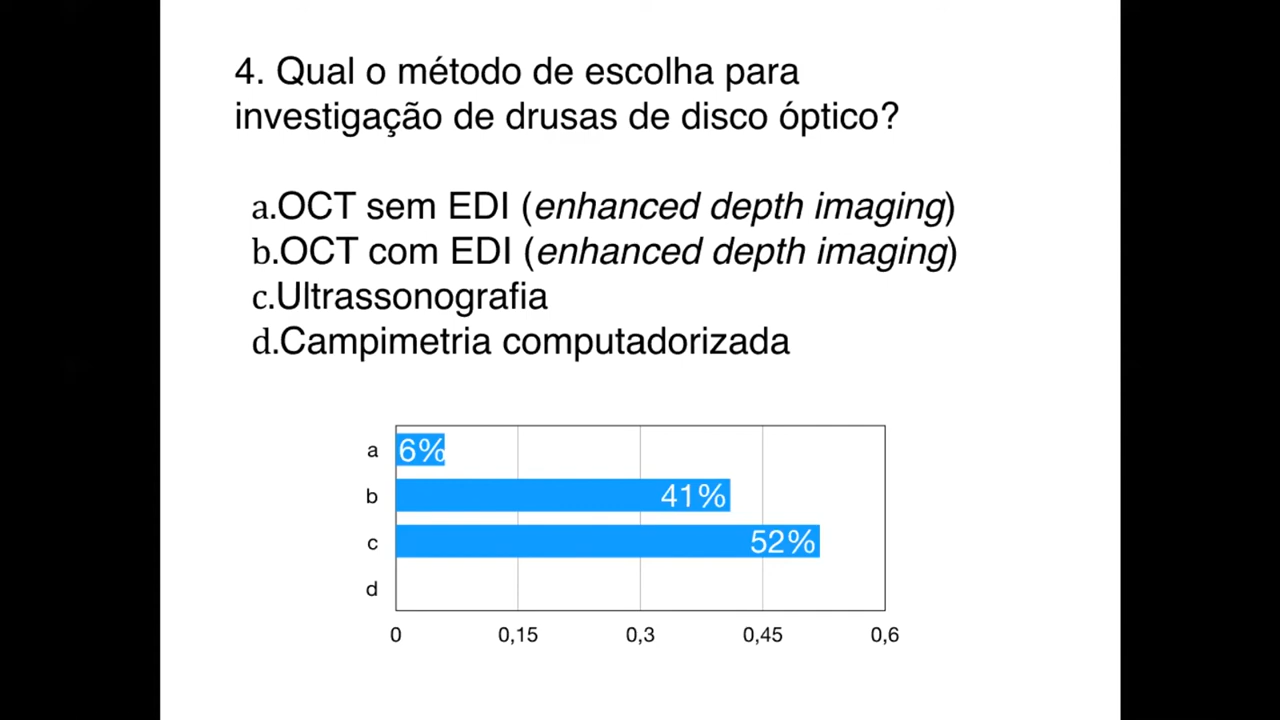 4. Qual o método de escolha para
investigação de drusas de disco óptico?
a.OCT sem EDI (enhanced depth imaging)
b.OCT com EDI (enhanced depth imaging)
c.Ultrassonografia
d.Campimetria computadorizada
a 6%
b 41%
c 52%
d
0 0,15 0,3 0,45 0,6